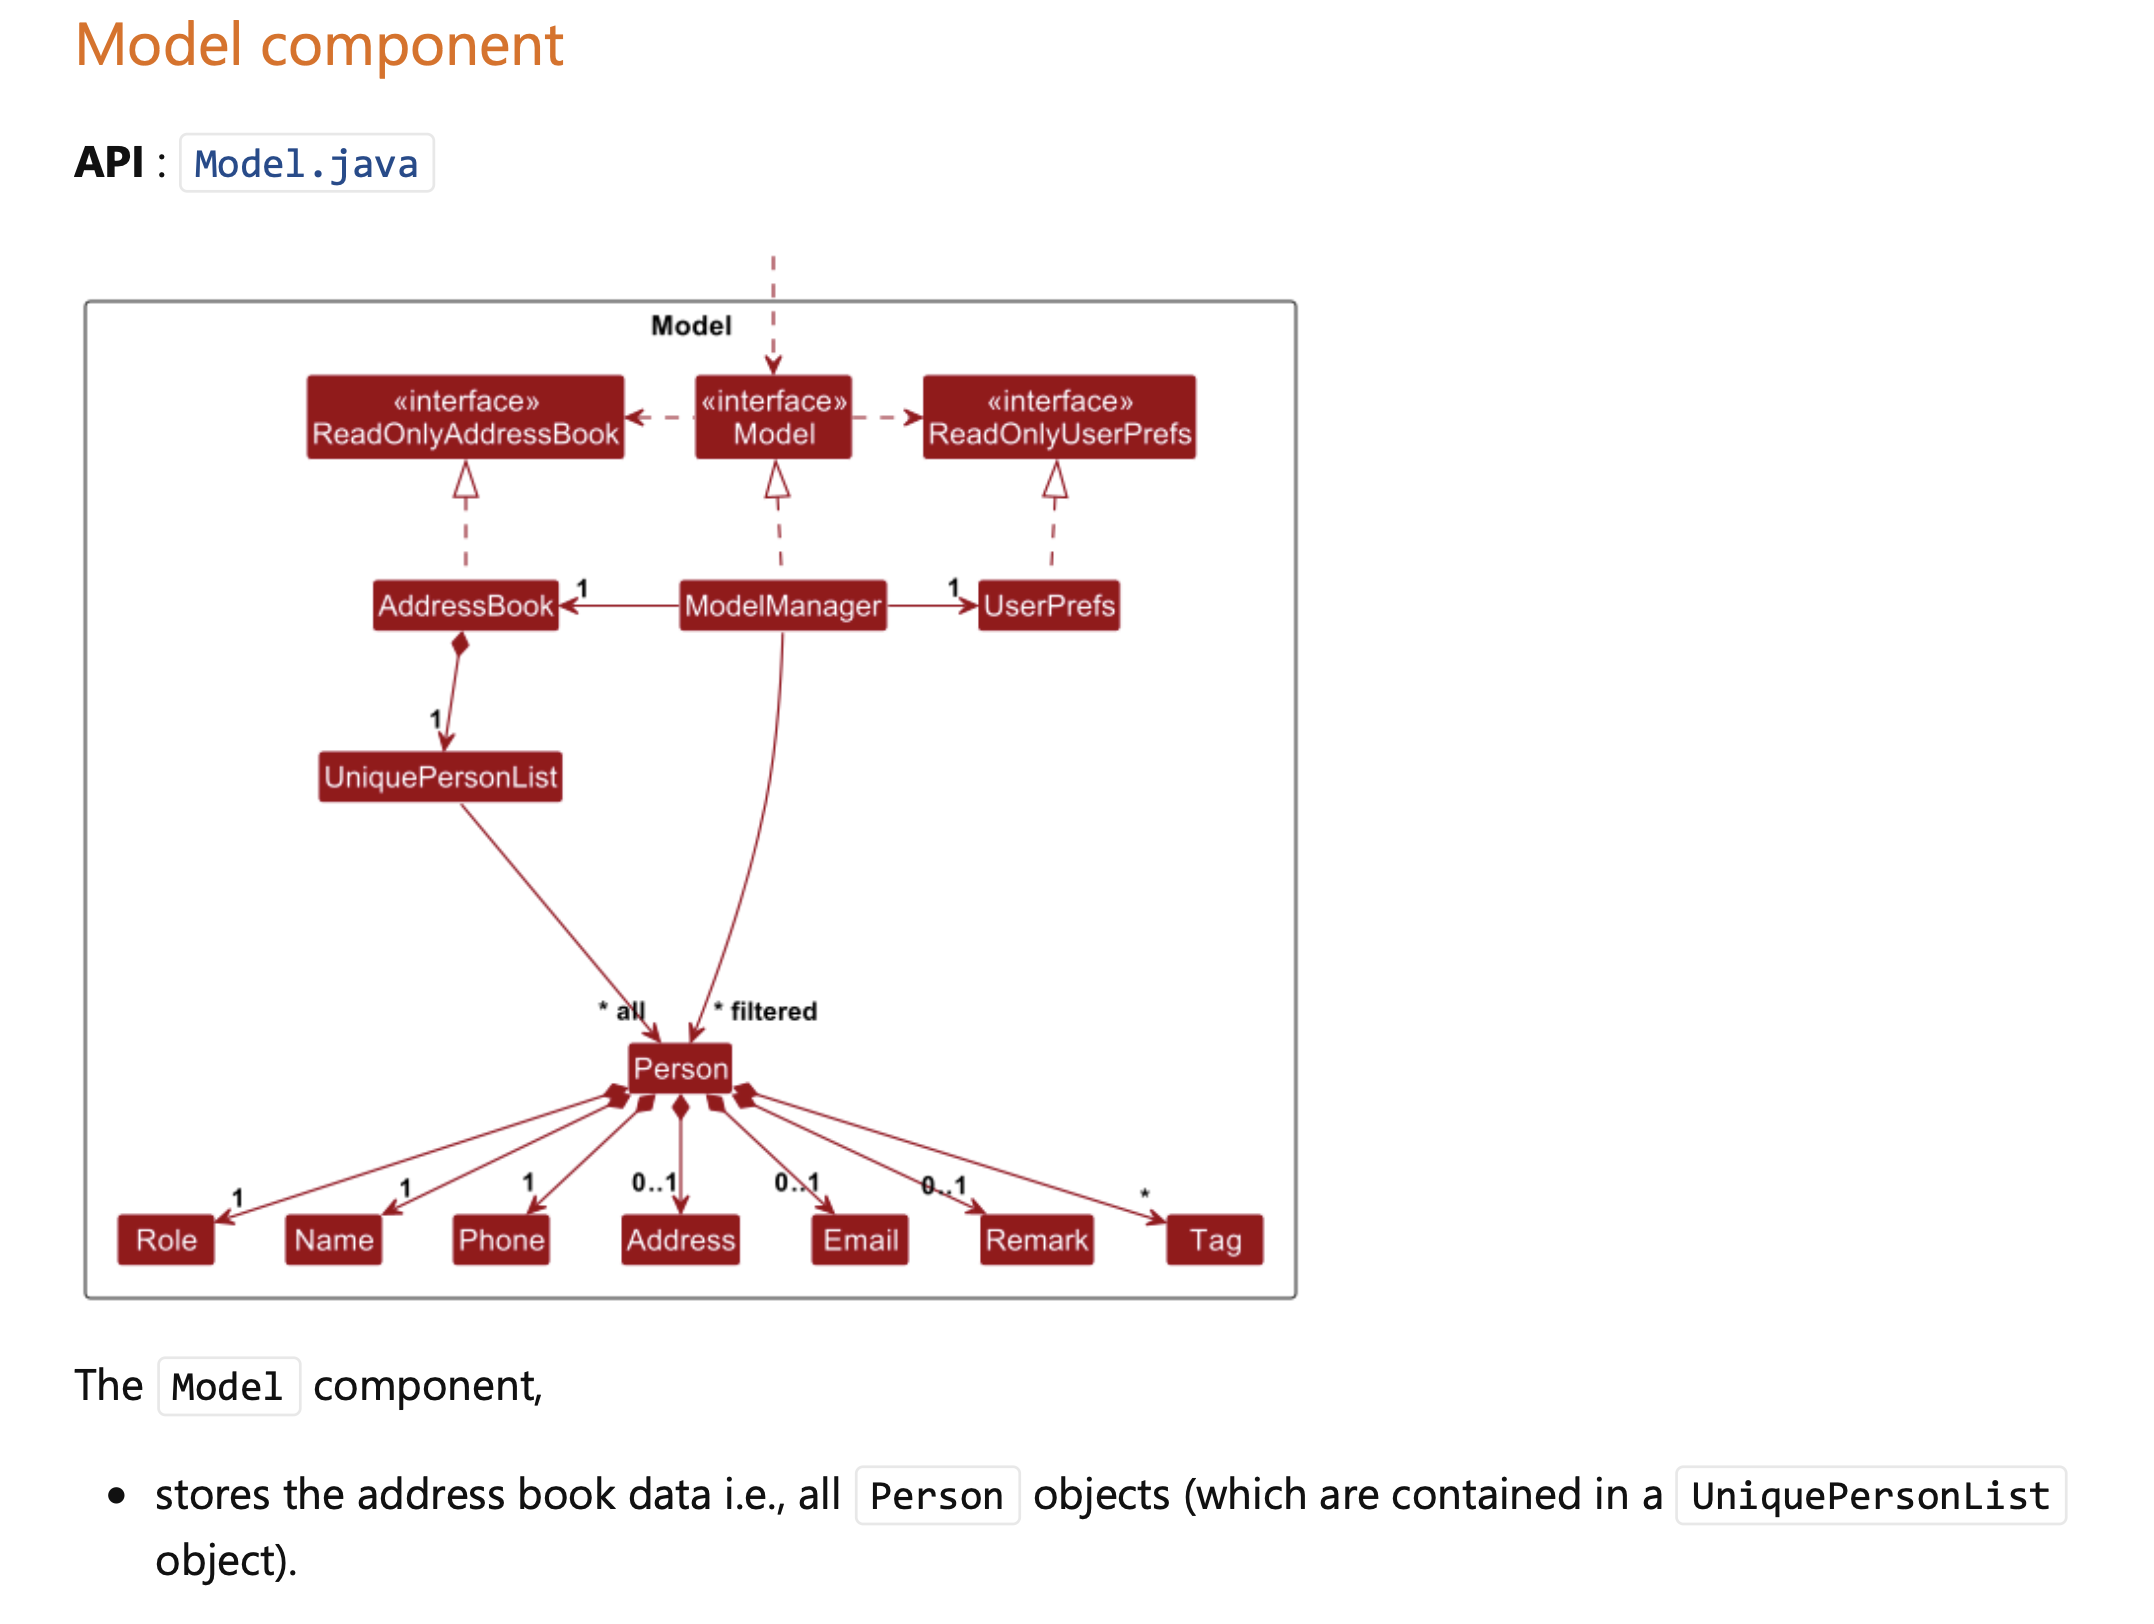 Model component
API : Model.java
Model
«interface»
ReadOnlyAddressBook
«interface»
Model
«interface»
ReadOnlyUserPrefs
AddressBook
1
ModelManager
1
UserPrefs
1
UniquePersonList
* all
* filtered
Person
1
1
1
0..1
0..1
0..1
*
Role
Name
Phone
Address
Email
Remark
Tag
The Model component,
• stores the address book data i.e., all Person objects (which are contained in a UniquePersonList
object).